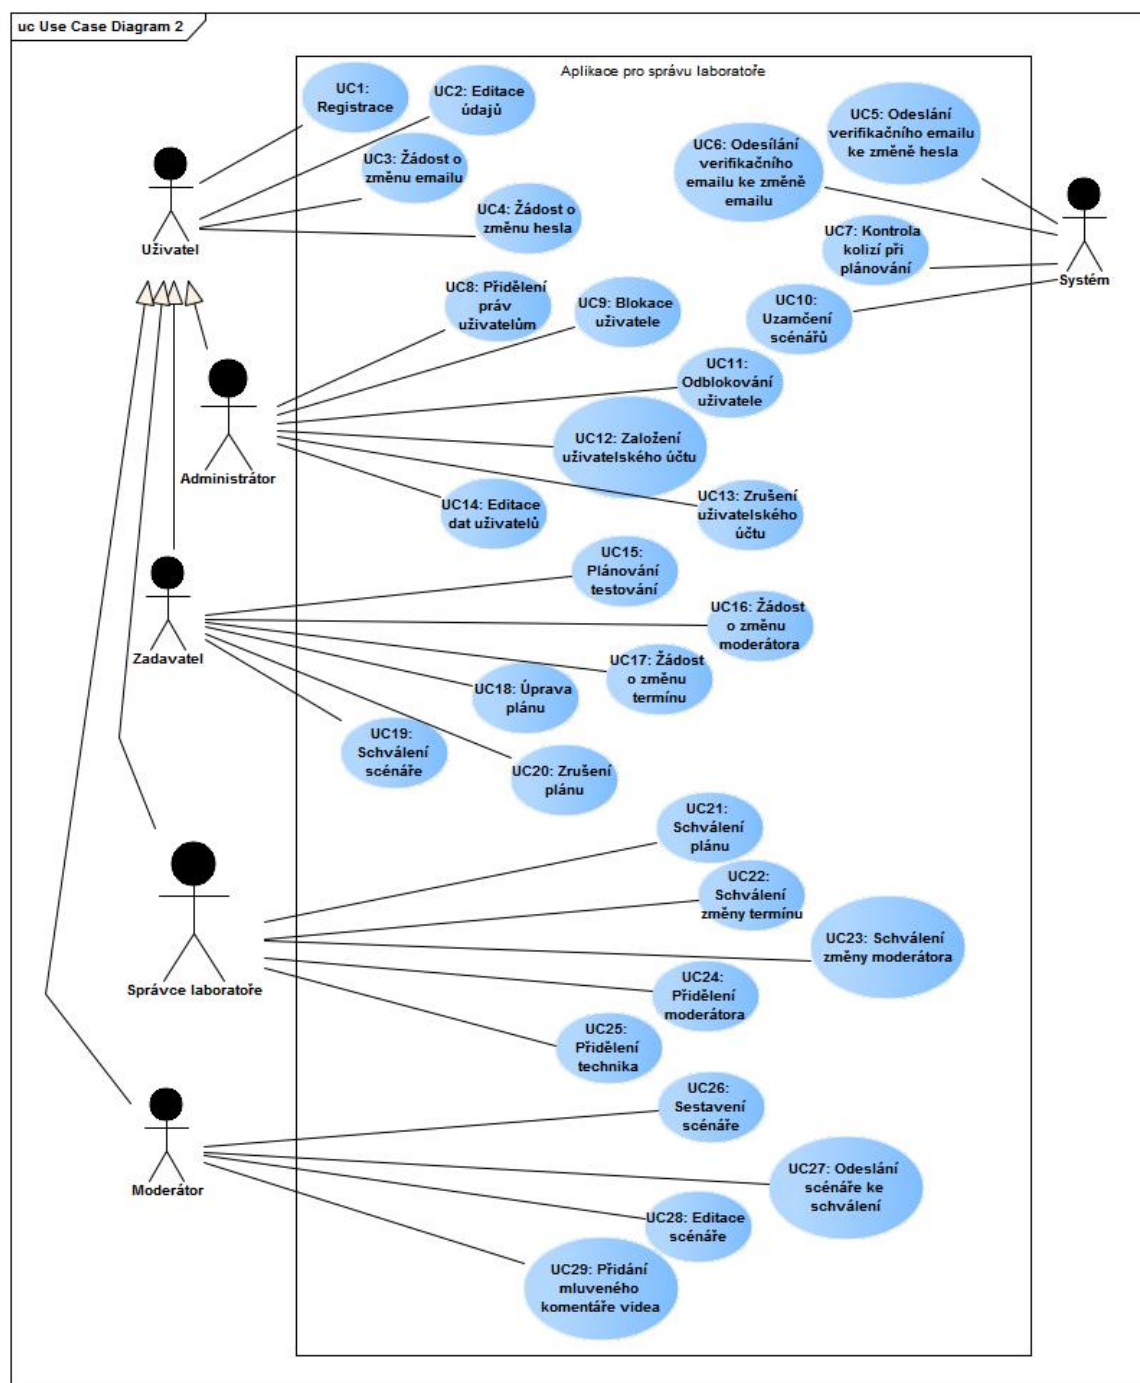 uc Use Case Diagram 2
Aplikace pro správu laboratoře
UC1:
Registrace
UC2: Editace
údajů
UC3: Žádost o
změnu emailu
UC4: Žádost o
změnu hesla
UC5: Odeslání
verifikačního emailu
ke změně hesla
UC6: Odesílání
verifikačního
emailu ke změně
emailu
UC7: Kontrola
kolizí při
plánování
Uživatel
Systém
UC8: Přidělení
práv
uživatelům
UC9: Blokace
uživatele
UC10:
Uzamčení
scénářů
UC11:
Odblokování
uživatele
UC12: Založení
uživatelského účtu
UC13: Zrušení
uživatelského
účtu
UC14: Editace
dat uživatelů
Administrátor
UC15:
Plánování
testování
UC16: Žádost
o změnu
moderátora
UC17: Žádost
o změnu
termínu
UC18: Úprava
plánu
UC19:
Schválení
scénáře
UC20: Zrušení
plánu
Zadavatel
UC21:
Schválení
plánu
UC22:
Schválení
změny termínu
UC23: Schválení
změny moderátora
UC24:
Přidělení
moderátora
UC25:
Přidělení
technika
Správce laboratoře
UC26:
Sestavení
scénáře
UC27: Odeslání
scénáře ke
schválení
UC28: Editace
scénáře
UC29: Přidání
mluveného
komentáře videa
Moderátor